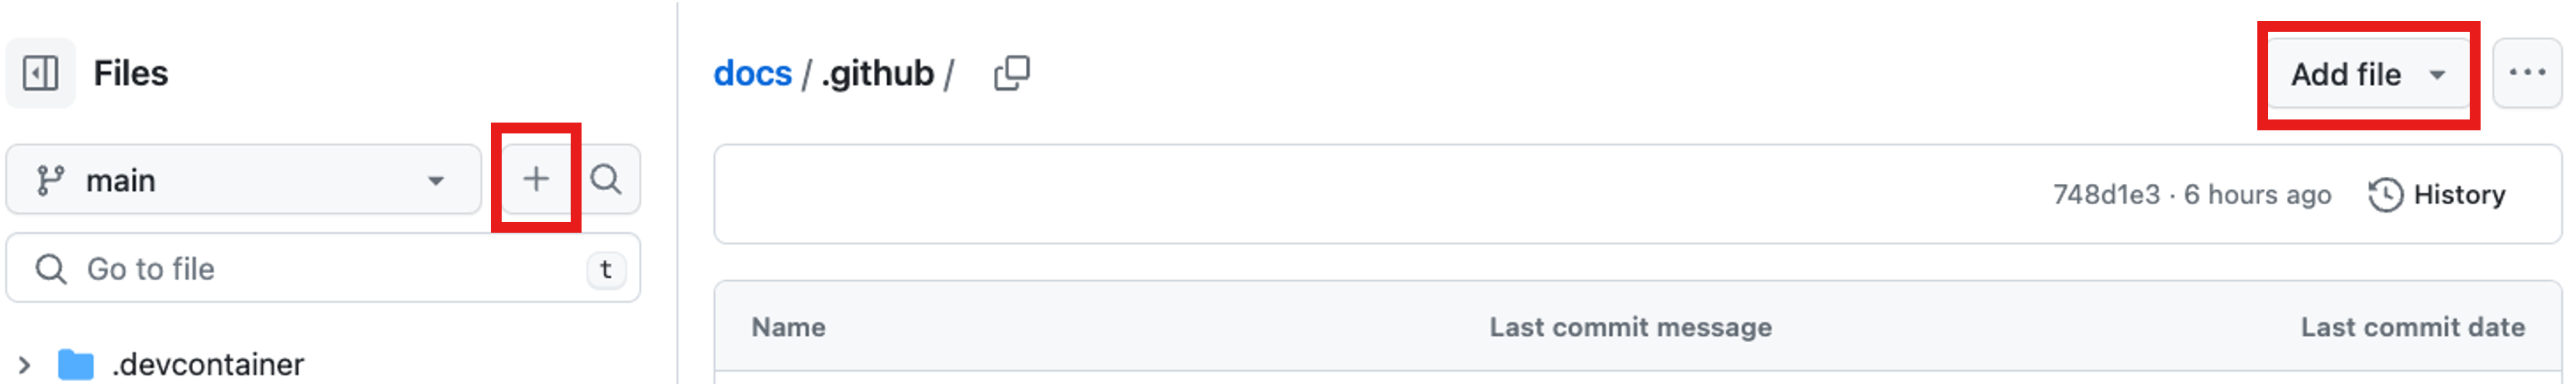 Files
main
Go to file
t
.devcontainer
docs / .github /
Add file
748d1e3 · 6 hours ago
History
Name
Last commit message
Last commit date